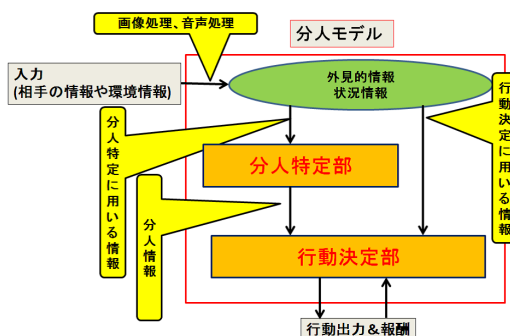 画像処理、音声処理
分人モデル
入力
(相手の情報や環境情報)
外見的情報
状況情報
分人特定に用いる情報
行動決定に用いる情報
分人特定部
分人情報
行動決定部
行動出力&報酬